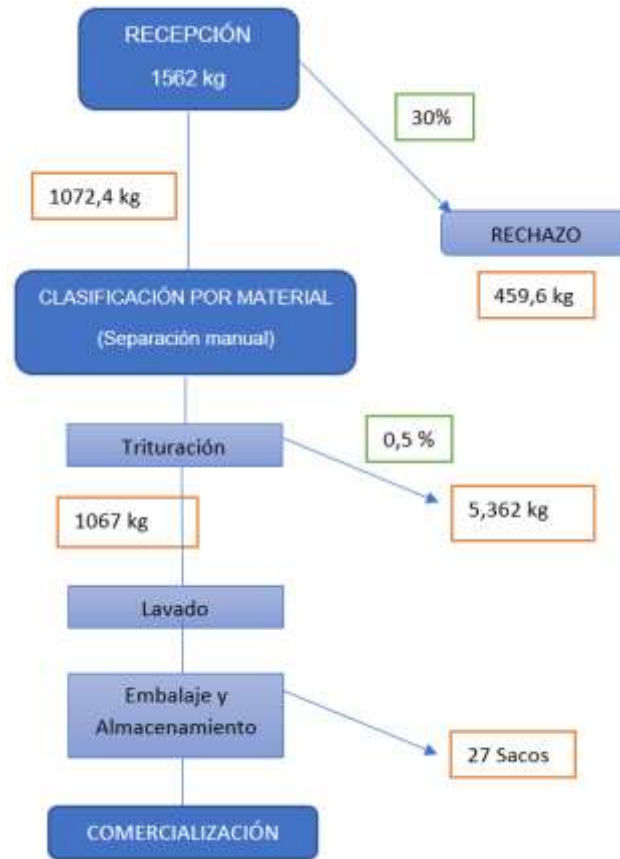 RECEPCIÓN
1562 kg
30%
1072,4 kg
RECHAZO
459,6 kg
CLASIFICACIÓN POR MATERIAL
(Separación manual)
0,5 %
Trituración
5,362 kg
1067 kg
Lavado
Embalaje y
Almacenamiento
27 Sacos
COMERCIALIZACIÓN